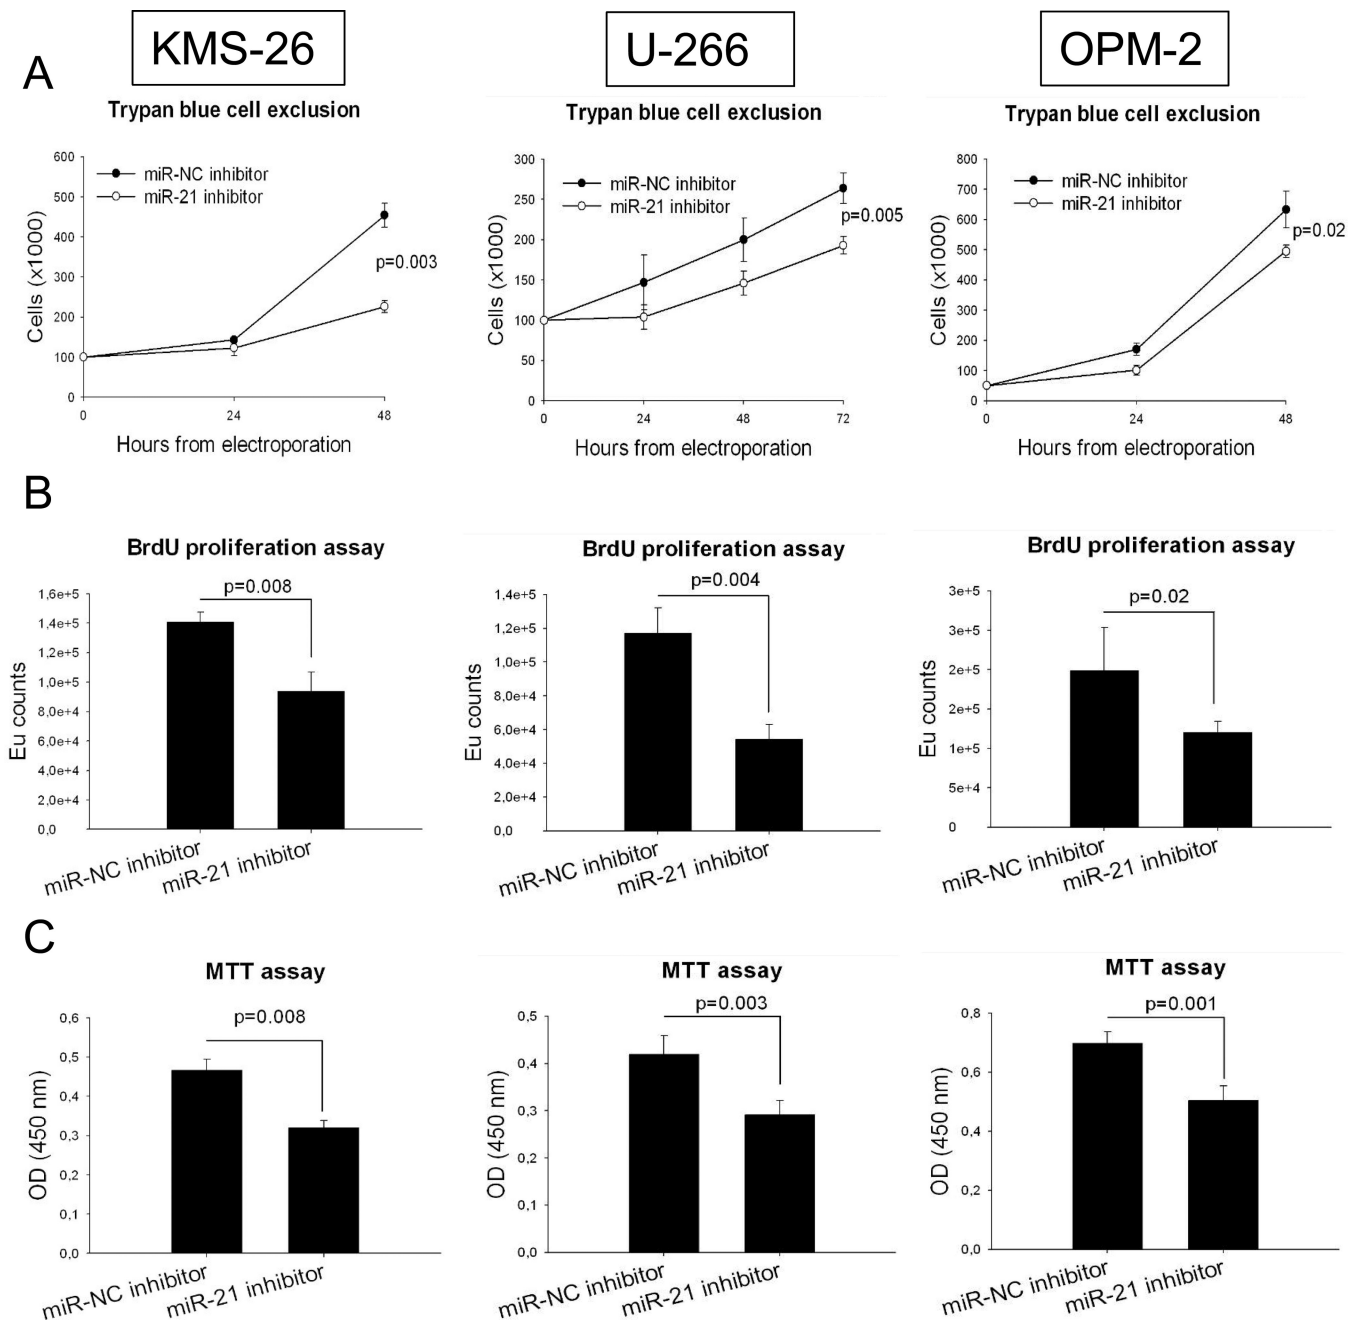 KMS-26
U-266
OPM-2
A
Trypan blue cell exclusion
600
500
400
300
200
100
0
Cells (x1000)
miR-NC inhibitor
miR-21 inhibitor
p=0.003
0
24
48
Hours from electroporation
Trypan blue cell exclusion
300
250
200
150
100
50
0
Cells (x1000)
miR-NC inhibitor
miR-21 inhibitor
p=0.005
0
24
48
72
Hours from electroporation
Trypan blue cell exclusion
800
700
600
500
400
300
200
100
0
Cells (x1000)
miR-NC inhibitor
miR-21 inhibitor
p=0.02
0
24
48
Hours from electroporation
B
BrdU proliferation assay
p=0.008
1,6e+5
1,4e+5
1,2e+5
1,0e+5
8,0e+4
6,0e+4
4,0e+4
2,0e+4
0,0
Eu counts
miR-NC inhibitor
miR-21 inhibitor
BrdU proliferation assay
p=0.004
1,4e+5
1,2e+5
1,0e+5
8,0e+4
6,0e+4
4,0e+4
2,0e+4
0,0
Eu counts
miR-NC inhibitor
miR-21 inhibitor
BrdU proliferation assay
p=0.02
3e+5
3e+5
2e+5
2e+5
1e+5
5e+4
0
Eu counts
miR-NC inhibitor
miR-21 inhibitor
C
MTT assay
p=0.008
0,6
0,5
0,4
0,3
0,2
0,1
0,0
OD (450 nm)
miR-NC inhibitor
miR-21 inhibitor
MTT assay
p=0.003
0,5
0,4
0,3
0,2
0,1
0,0
OD (450 nm)
miR-NC inhibitor
miR-21 inhibitor
MTT assay
p=0.001
0,8
0,6
0,4
0,2
0,0
OD (450 nm)
miR-NC inhibitor
miR-21 inhibitor